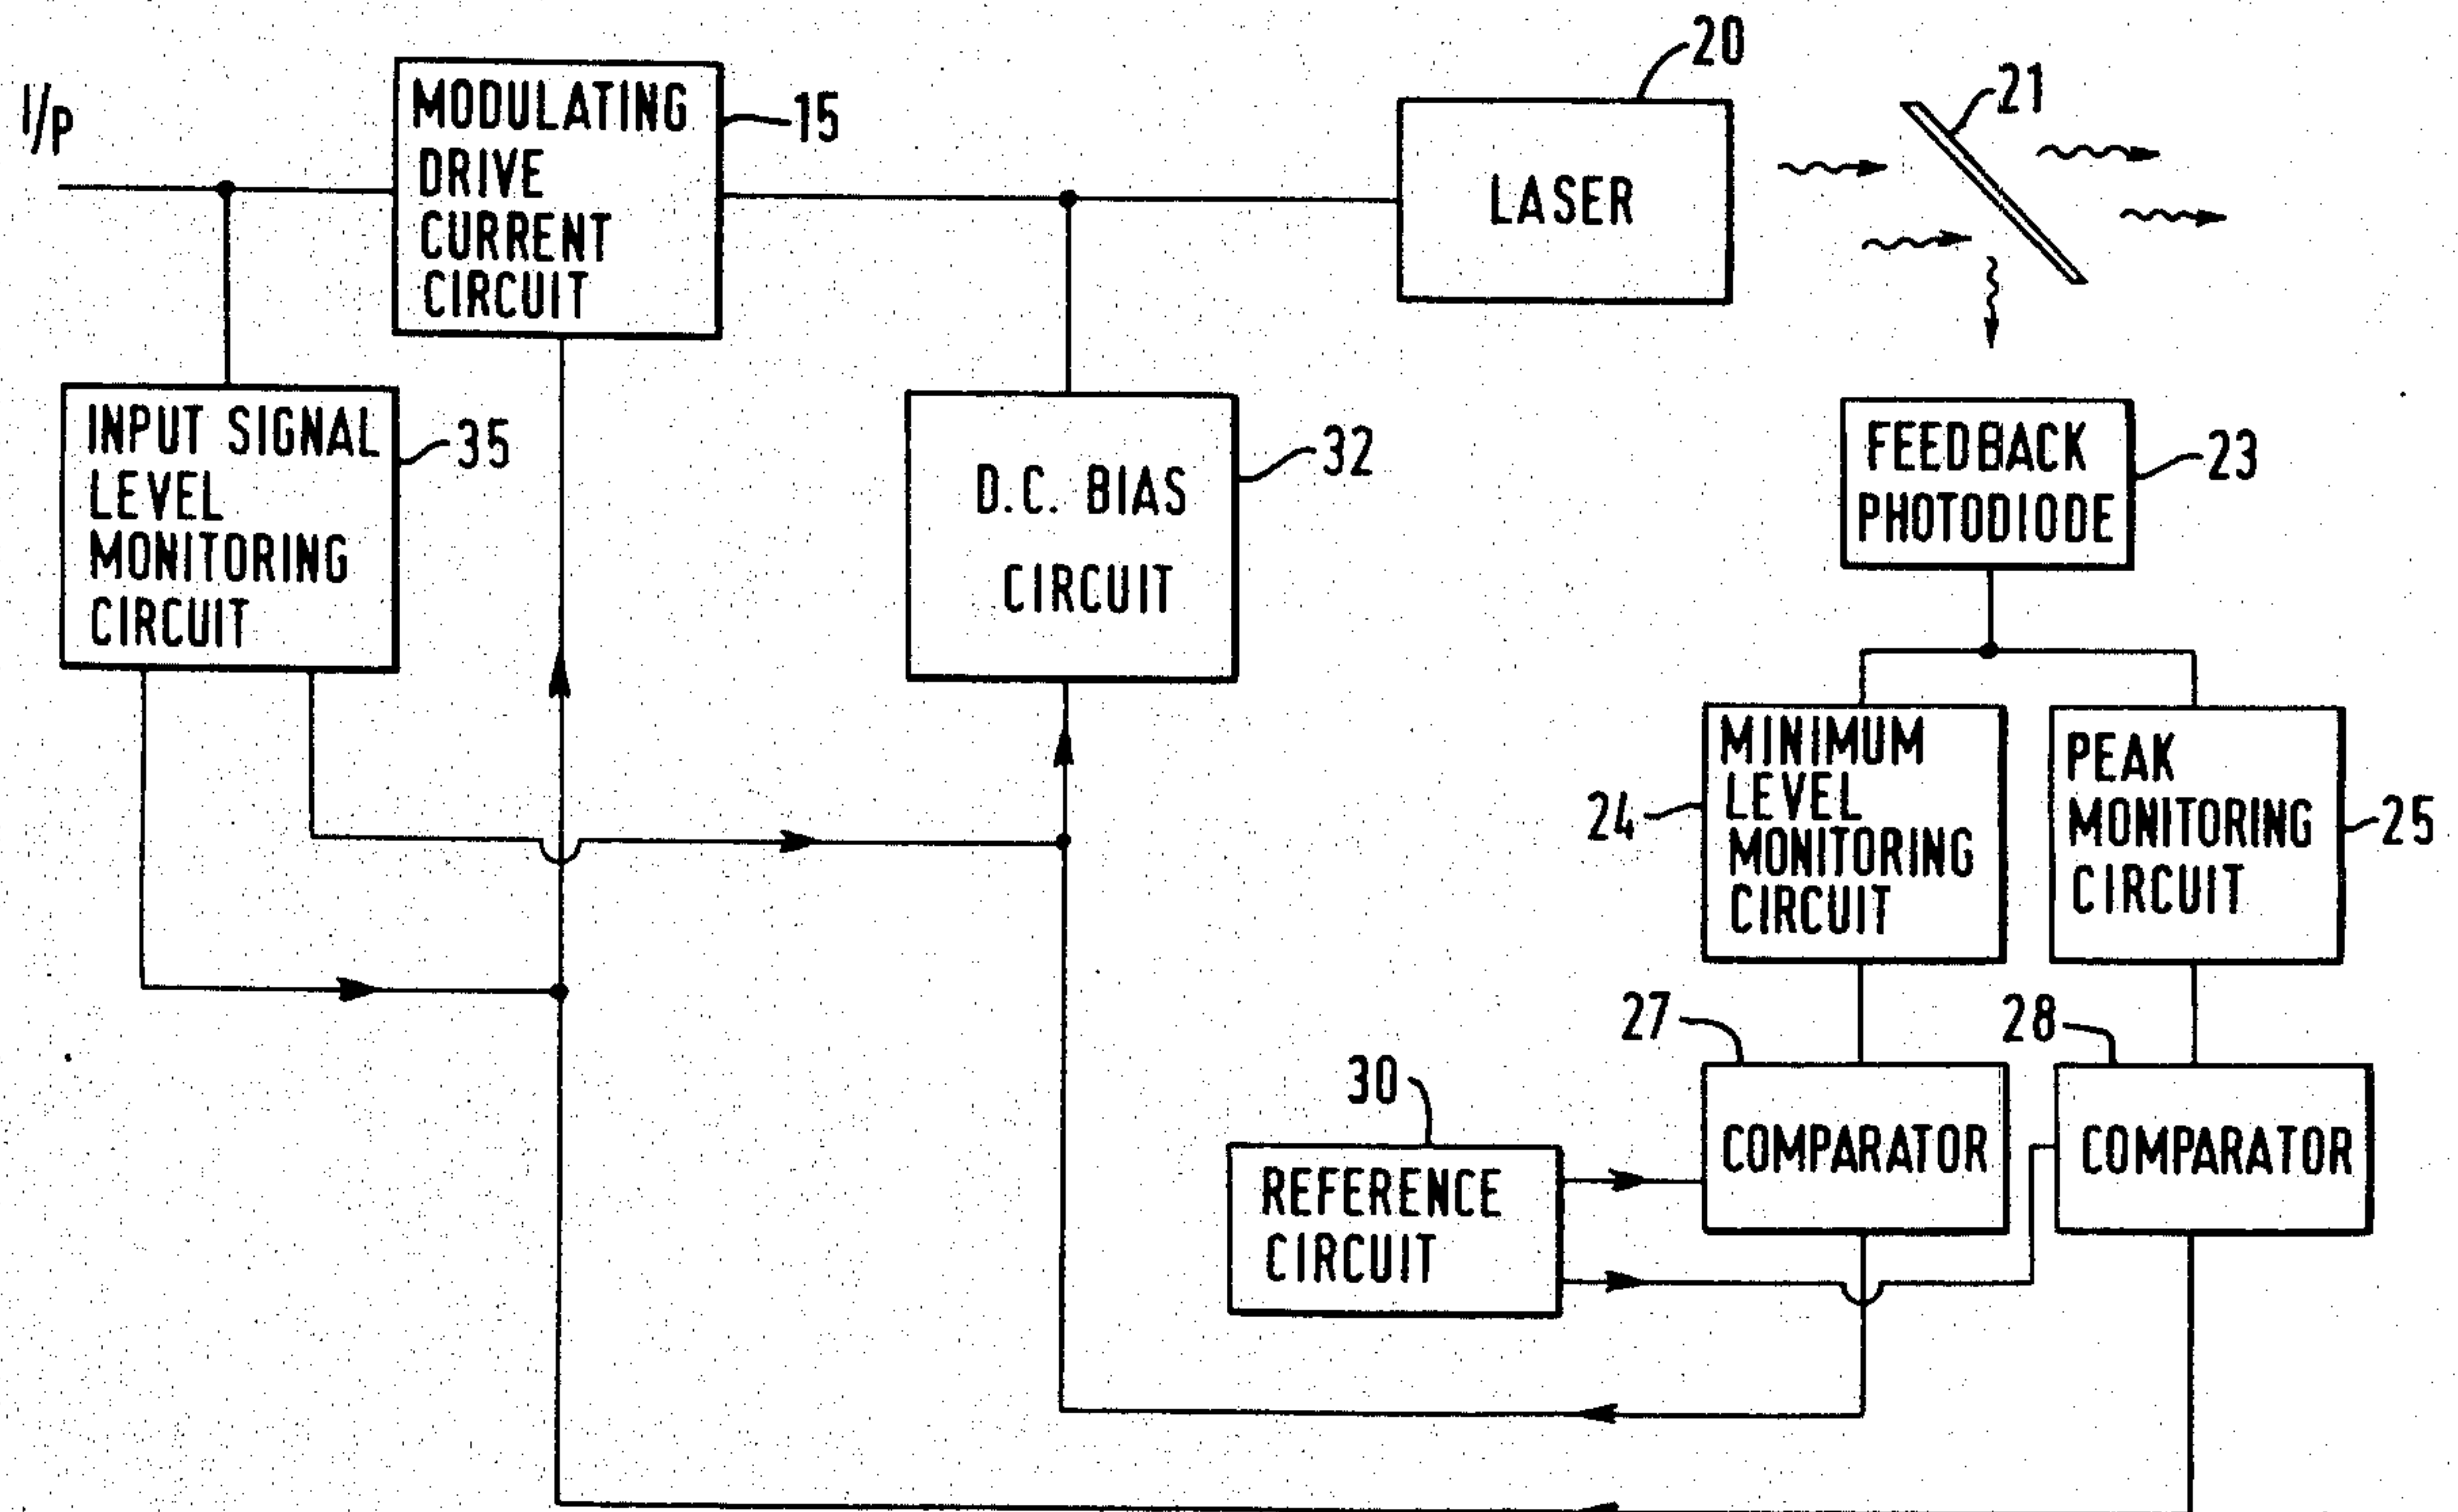 I/P
MODULATING
DRIVE
CURRENT
CIRCUIT
15
20
LASER
21
INPUT SIGNAL
LEVEL
MONITORING
CIRCUIT
35
D.C. BIAS
CIRCUIT
32
FEEDBACK
PHOTODIODE
23
MINIMUM
LEVEL
MONITORING
CIRCUIT
24
PEAK
MONITORING
CIRCUIT
25
27
COMPARATOR
28
COMPARATOR
30
REFERENCE
CIRCUIT